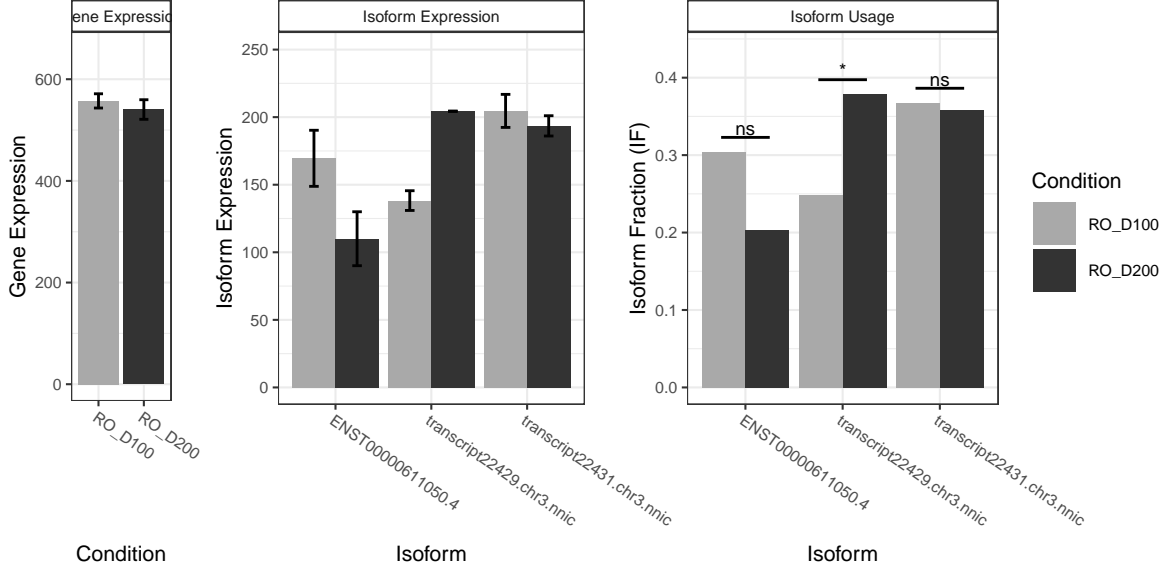 ene Expressio
Gene Expression
600
400
200
0
RO_D100
RO_D200
Condition
Isoform Expression
Isoform Expression
250
200
150
100
50
0
ENST00000611050.4
transcript22429.chr3.nnic
transcript22431.chr3.nnic
Isoform
Isoform Usage
Isoform Fraction (IF)
0.4
0.3
0.2
0.1
0.0
ns
*
ns
ENST00000611050.4
transcript22429.chr3.nnic
transcript22431.chr3.nnic
Isoform
Condition
RO_D100
RO_D200